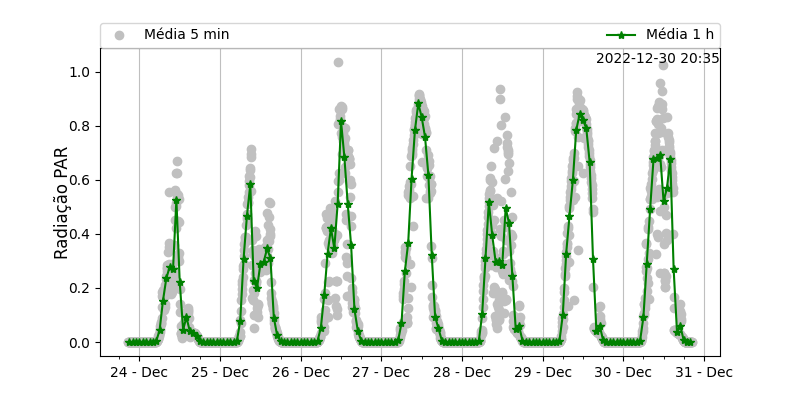 Média 5 min
Média 1 h
2022-12-30 20:35
Radiação PAR
1.0
0.8
0.6
0.4
0.2
0.0
24 - Dec
25 - Dec
26 - Dec
27 - Dec
28 - Dec
29 - Dec
30 - Dec
31 - Dec